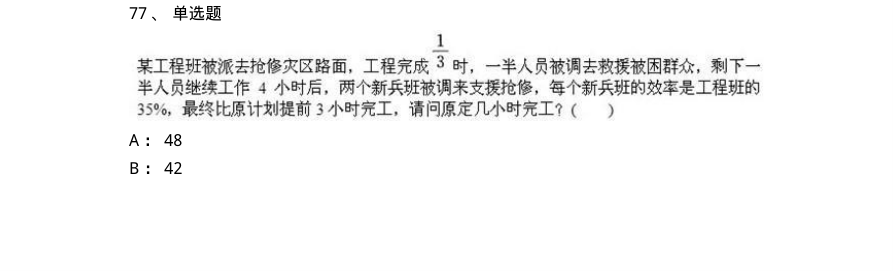 77 、 单选题
某工程班被派去抢修灾区路面，工程完成 1/3 时，一半人员被调去救援被困群众，剩下一
半人员继续工作 4 小时后，两个新兵班被调来支援抢修，每个新兵班的效率是工程班的
35%，最终比原计划提前 3 小时完工，请问原定几小时完工？(　　)
A ： 48
B ： 42